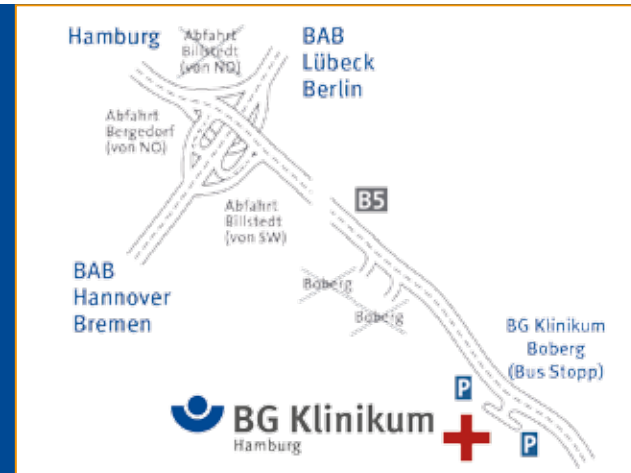 Hamburg
Abfahrt
Billstedt
(von NO)
BAB
Lübeck
Berlin
Abfahrt
Bergedorf
(von NO)
Abfahrt
Billstedt
(von SW)
B5
BAB
Hannover
Bremen
Boberg
Boberg
BG Klinikum
Boberg
(Bus Stopp)
P
BG Klinikum
Hamburg
P